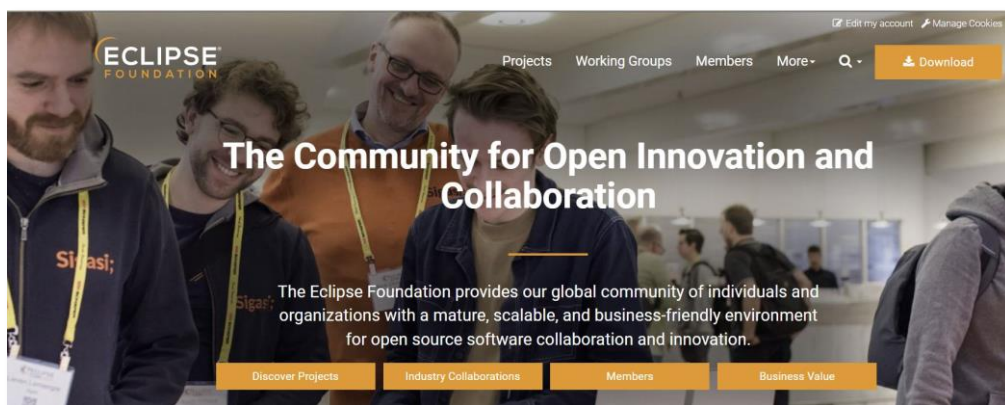 Edit my account Manage Cookies
ECLIPSE
FOUNDATION
Projects Working Groups Members More Download
The Community for Open Innovation and
Collaboration
The Eclipse Foundation provides our global community of individuals and
organizations with a mature, scalable, and business-friendly environment
for open source software collaboration and innovation.
Discover Projects Industry Collaborations Members Business Value
Sigasi;
Sigasi;